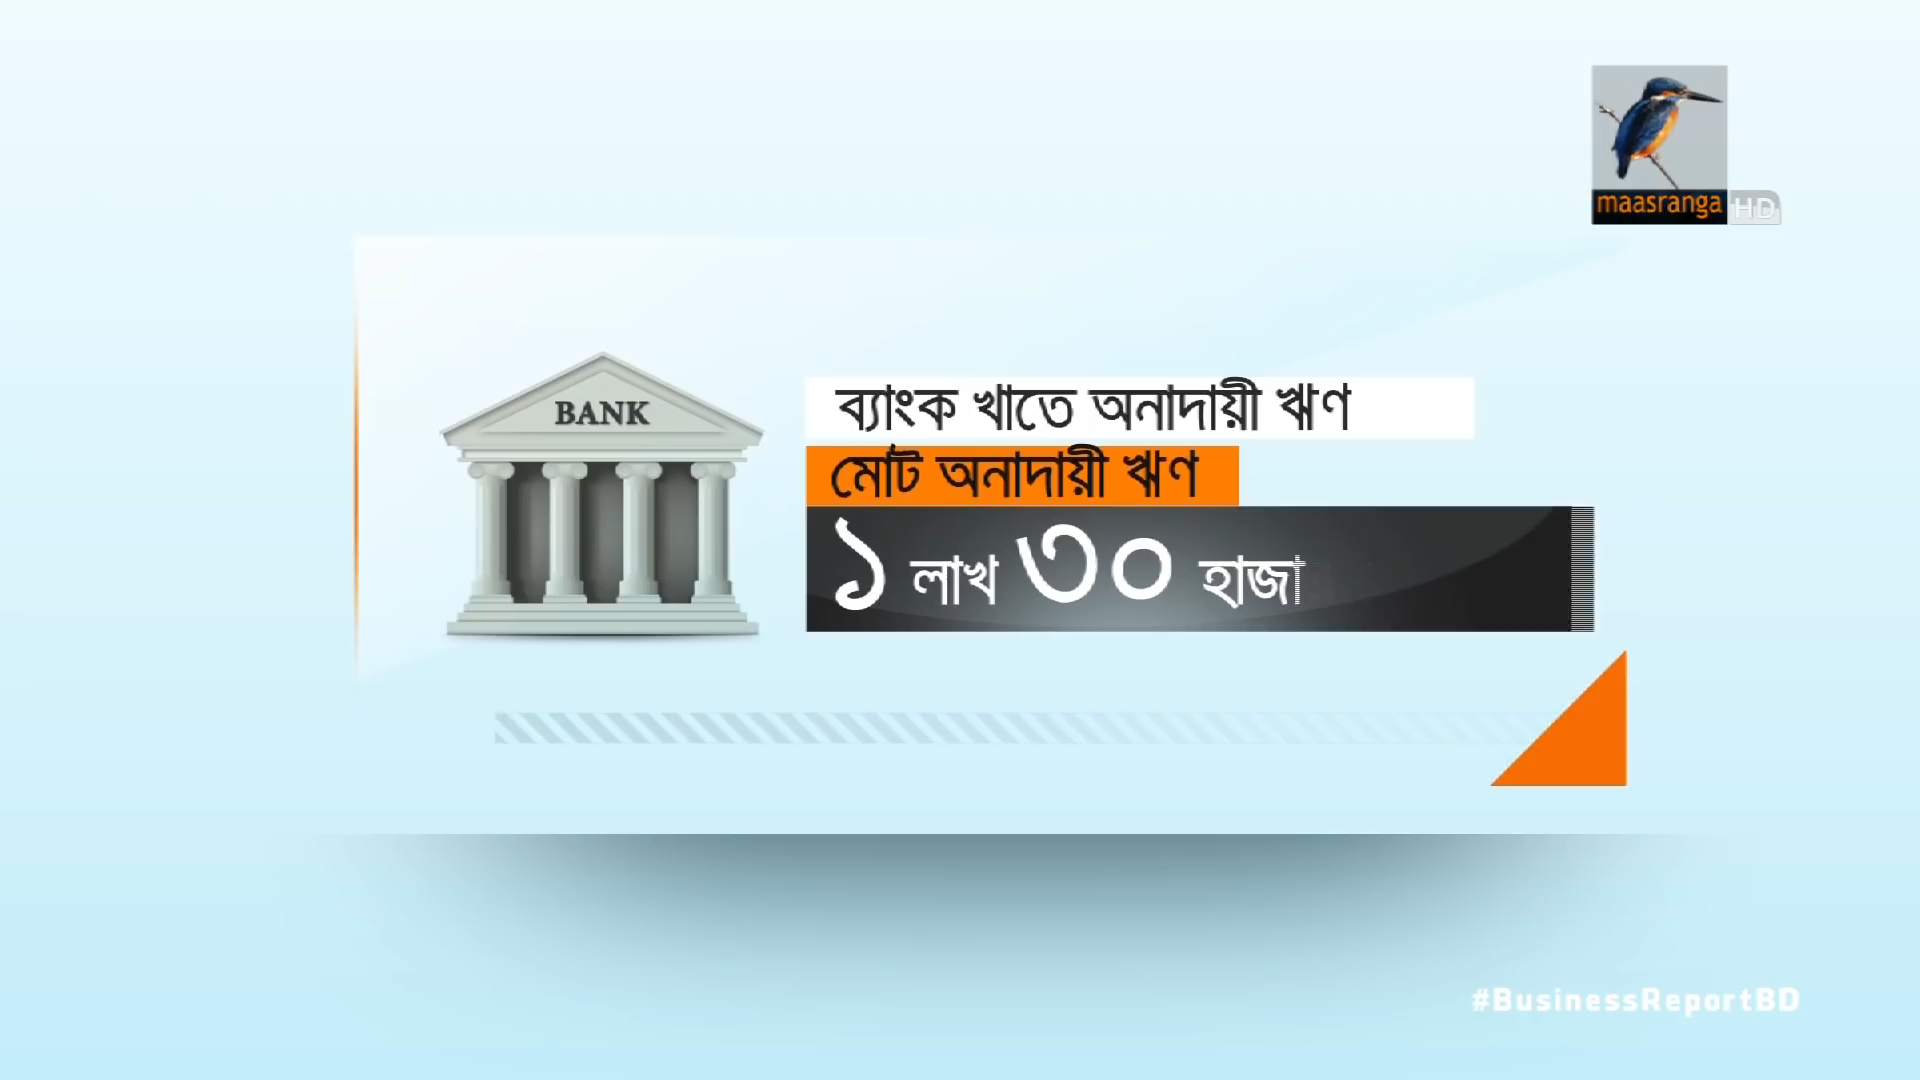 maasranga HD
BANK
ব্যাংক খাতে অনাদায়ী ঋণ
মোট অনাদায়ী ঋণ
১ লাখ ৩০ হাজা
#BusinessReportBD